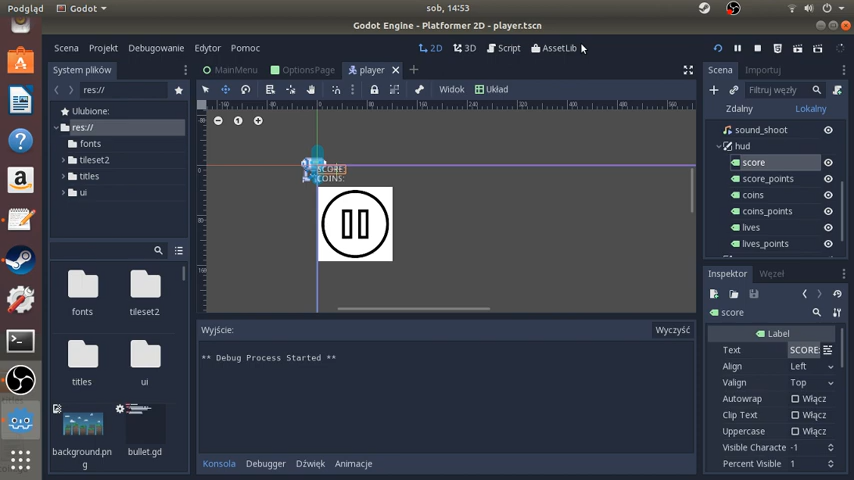 Podgląd Godot sob, 14:53
Godot Engine - Platformer 2D - player.tscn
Scena Projekt Debugowanie Edytor Pomoc 2D 3D Script AssetLib
System plików MainMenu OptionsPage player Scena Importuj
res:// Widok Układ Filtruj węzły
Ulubione: Zdalny Lokalny
res:// sound_shoot
fonts hud
tileset2 score
titles score_points
ui coins
coins_points
lives
lives_points
SCORE:
COINS:
Inspektor Węzeł
fonts tileset2 score
Wyjście: Wyczyść Label
** Debug Process Started ** Text SCORE:
titles ui Align Left
Valign Top
Autowrap Włącz
Clip Text Włącz
Uppercase Włącz
background.png bullet.gd Visible Characte -1
Konsola Debugger Dźwięk Animacje Percent Visible 1